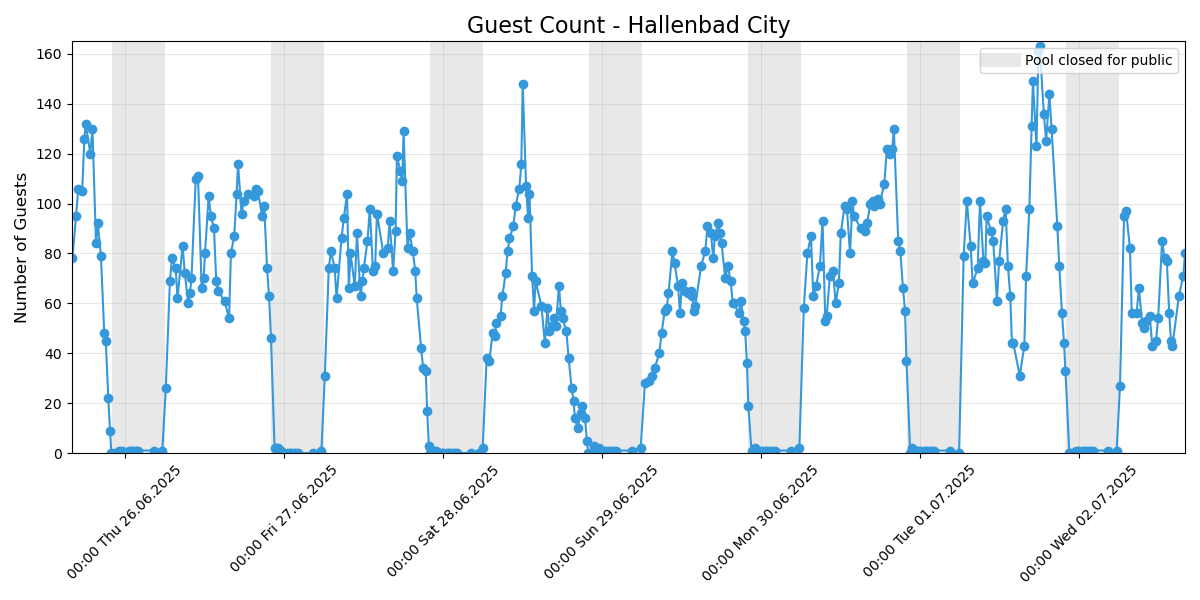 Guest Count - Hallenbad City
Pool closed for public
Number of Guests
160
140
120
100
80
60
40
20
0
00:00 Thu 26.06.2025
00:00 Fri 27.06.2025
00:00 Sat 28.06.2025
00:00 Sun 29.06.2025
00:00 Mon 30.06.2025
00:00 Tue 01.07.2025
00:00 Wed 02.07.2025